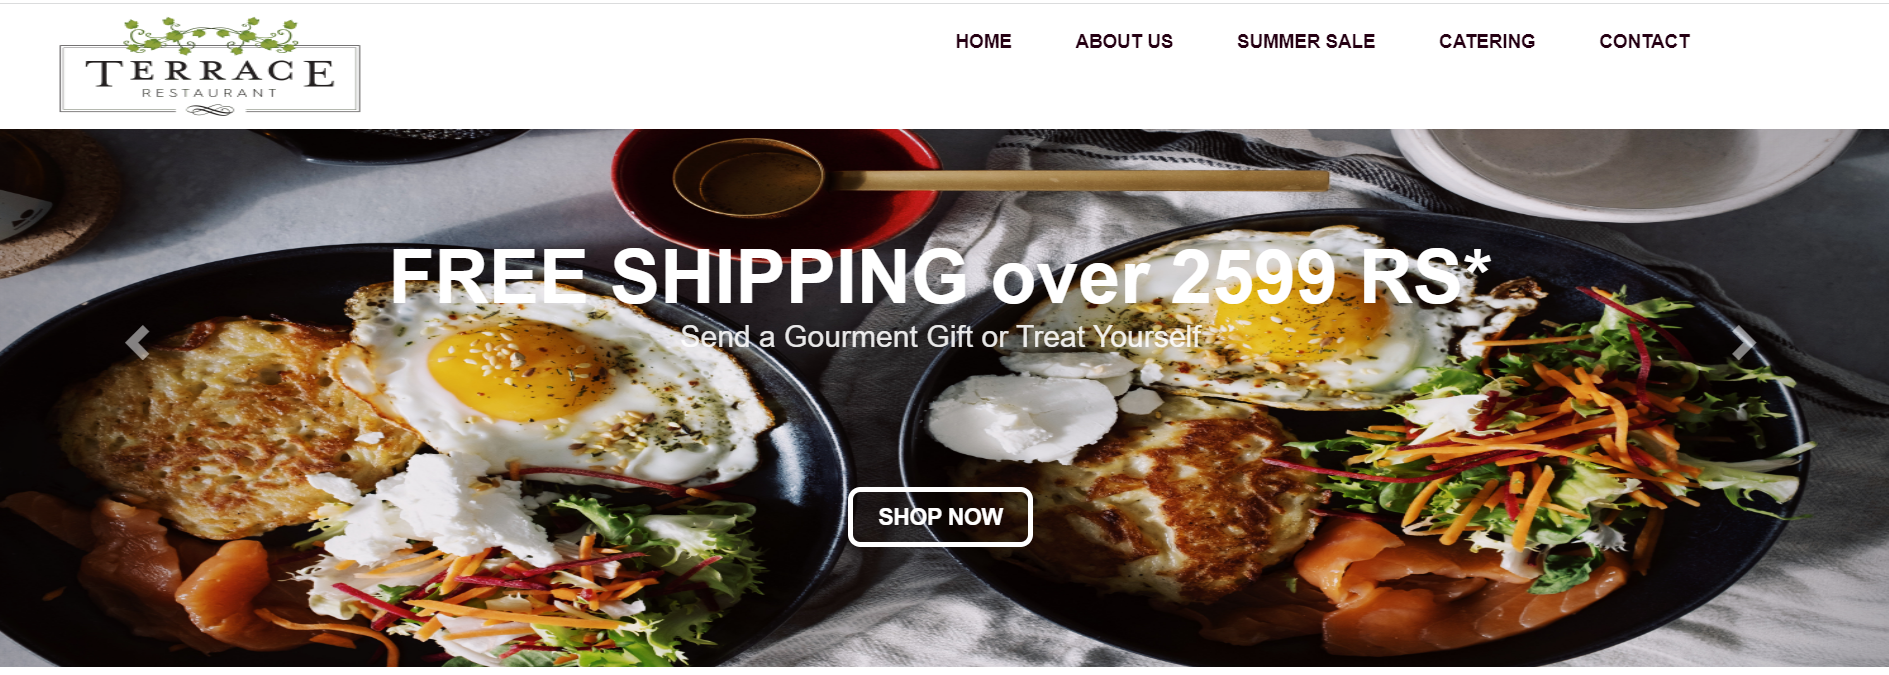 TERRACE
RESTAURANT
HOME ABOUT US SUMMER SALE CATERING CONTACT
FREE SHIPPING over 2599 RS*
Send a Gourment Gift or Treat Yourself
SHOP NOW